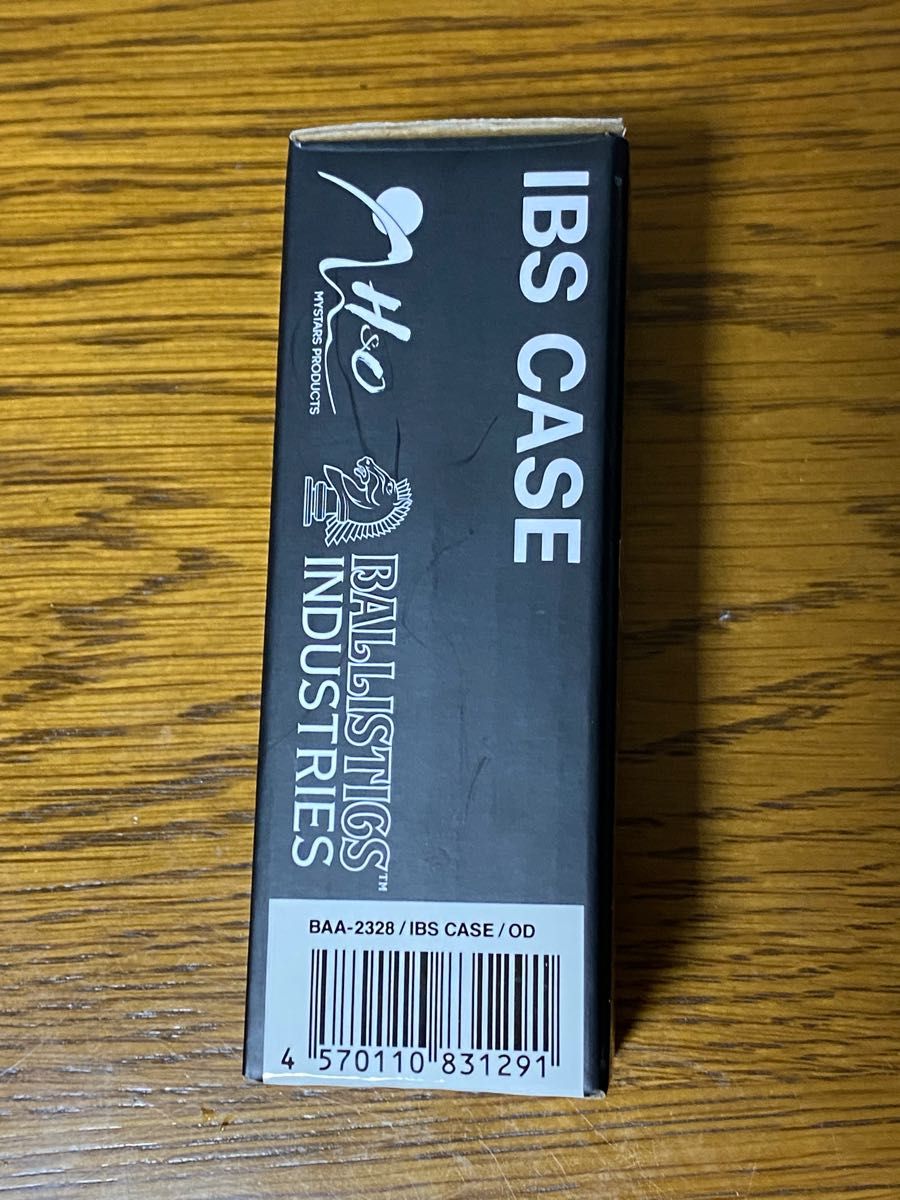 IBS CASE
H&O
MYSTARS PRODUCTS
BALLISTICS™
INDUSTRIES
BAA-2328 / IBS CASE / OD
4 570110 831291